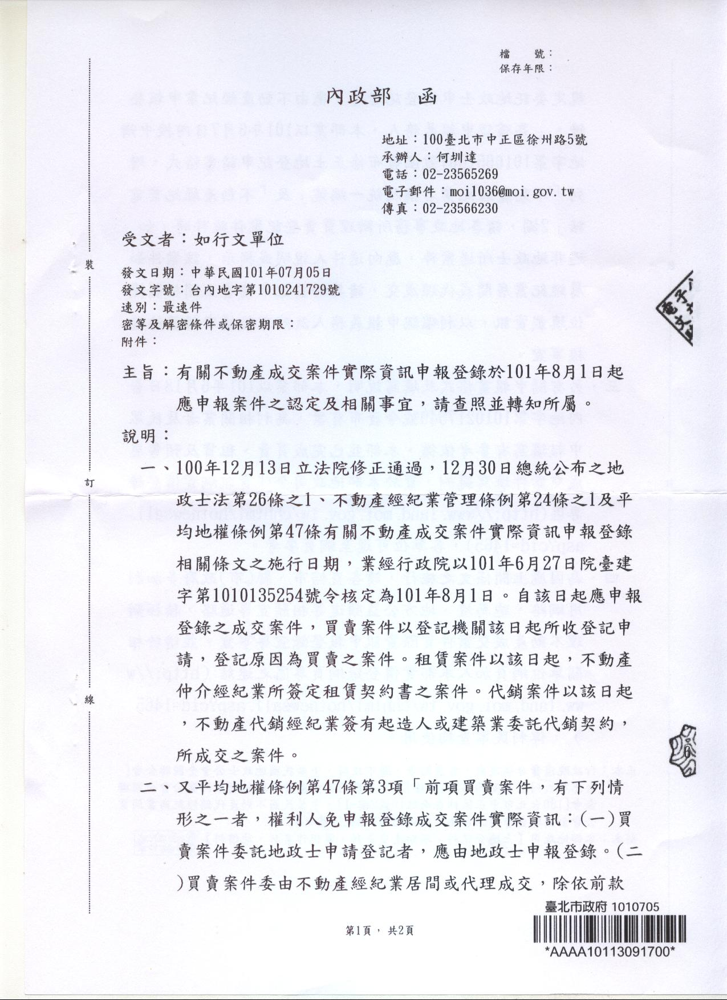 檔　　號：
保存年限：
內政部　函
地址：100臺北市中正區徐州路5號
承辦人：何圳達
電話：02-23565269
電子郵件：moi1036@moi.gov.tw
傳真：02-23566230
受文者：如行文單位
發文日期：中華民國101年07月05日
發文字號：台內地字第1010241729號
速別：最速件
密等及解密條件或保密期限：
附件：
主旨：有關不動產成交案件實際資訊申報登錄於101年8月1日起
應申報案件之認定及相關事宜，請查照並轉知所屬。
說明：
一、100年12月13日立法院修正通過，12月30日總統公布之地
政士法第26條之1、不動產經紀業管理條例第24條之1及平
均地權條例第47條有關不動產成交案件實際資訊申報登錄
相關條文之施行日期，業經行政院以101年6月27日院臺建
字第1010135254號令核定為101年8月1日。自該日起應申報
登錄之成交案件，買賣案件以登記機關該日起所收登記申
請，登記原因為買賣之案件。租賃案件以該日起，不動產
仲介經紀業所簽定租賃契約書之案件。代銷案件以該日起
，不動產代銷經紀業簽有起造人或建築業委託代銷契約，
所成交之案件。
二、又平均地權條例第47條第3項「前項買賣案件，有下列情
形之一者，權利人免申報登錄成交案件實際資訊：(一)買
賣案件委託地政士申請登記者，應由地政士申報登錄。(二
)買賣案件委由不動產經紀業居間或代理成交，除依前款
裝
訂
線
電子
文
臺北市政府 1010705
*AAAA10113091700*
第1頁， 共2頁